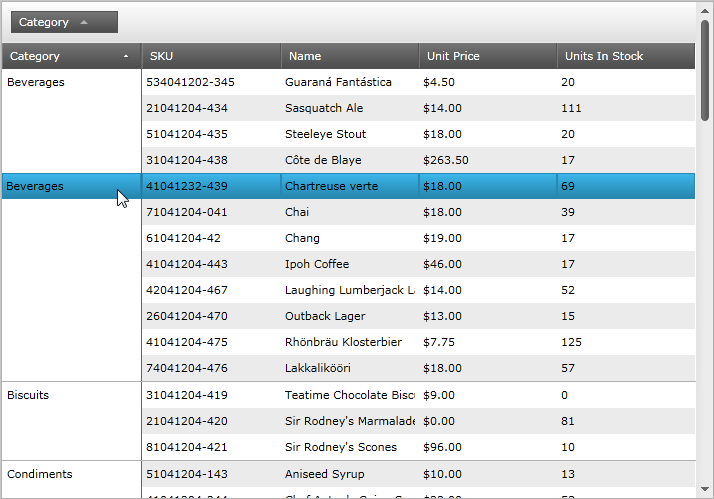 Category
Category SKU Name Unit Price Units In Stock
Beverages 534041202-345 Guaraná Fantástica $4.50 20
21041204-434 Sasquatch Ale $14.00 111
51041204-435 Steeleye Stout $18.00 20
31041204-438 Côte de Blaye $263.50 17
Beverages 41041232-439 Chartreuse verte $18.00 69
71041204-041 Chai $18.00 39
61041204-42 Chang $19.00 17
41041204-443 Ipoh Coffee $46.00 17
42041204-467 Laughing Lumberjack L $14.00 52
26041204-470 Outback Lager $13.00 15
41041204-475 Rhönbräu Klosterbier $7.75 125
74041204-476 Lakkalikööri $18.00 57
Biscuits 31041204-419 Teatime Chocolate Biscu $9.00 0
21041204-420 Sir Rodney's Marmalade $0.00 81
81041204-421 Sir Rodney's Scones $96.00 10
Condiments 51041204-143 Aniseed Syrup $10.00 13